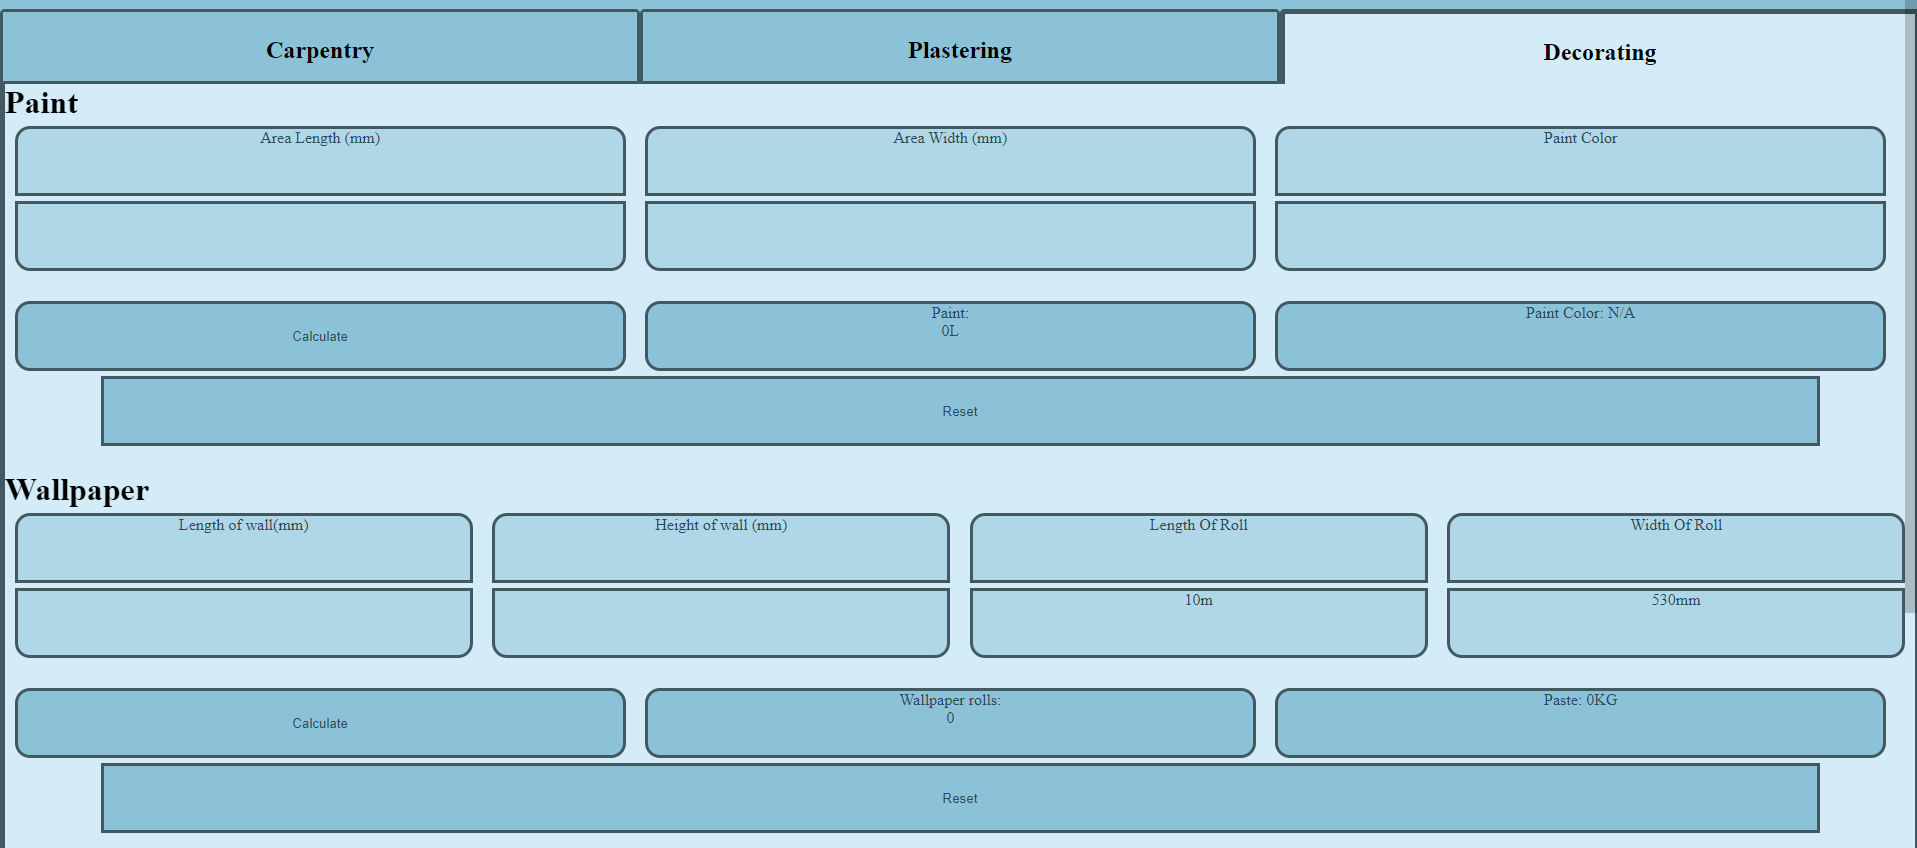 Carpentry
Plastering
Decorating
Paint
Area Length (mm)
Area Width (mm)
Paint Color
Calculate
Paint:
0L
Paint Color: N/A
Reset
Wallpaper
Length of wall(mm)
Height of wall (mm)
Length Of Roll
Width Of Roll
10m
530mm
Calculate
Wallpaper rolls:
0
Paste: 0KG
Reset